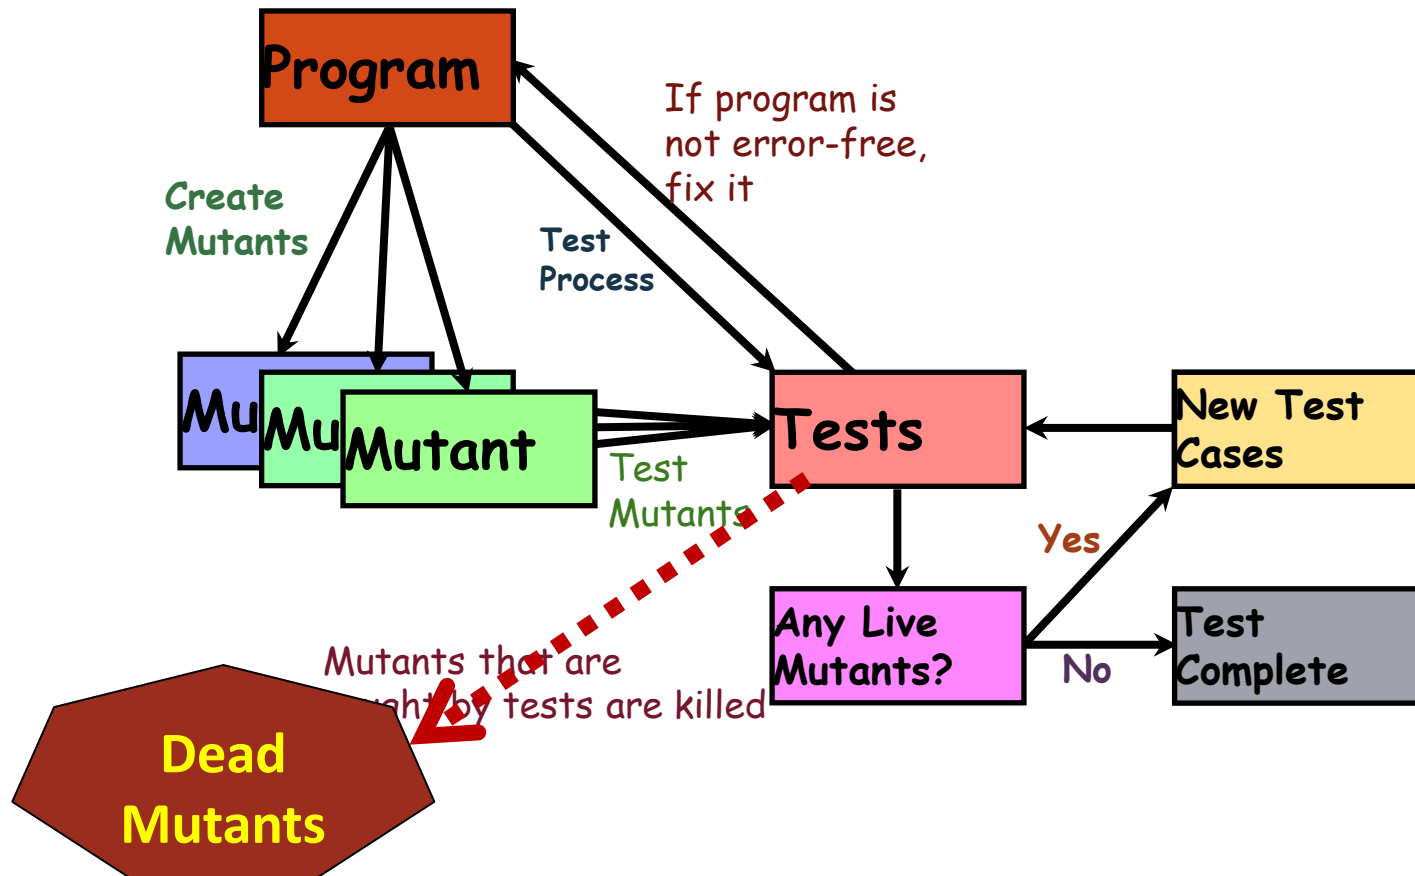 Program
If program is
not error-free,
fix it
Create
Mutants
Test
Process
Mu
Mu
Mutant
Tests
New Test
Cases
Test
Mutants
Yes
Any Live
Mutants?
No
Test
Complete
Mutants that are
by tests are killed
Dead
Mutants